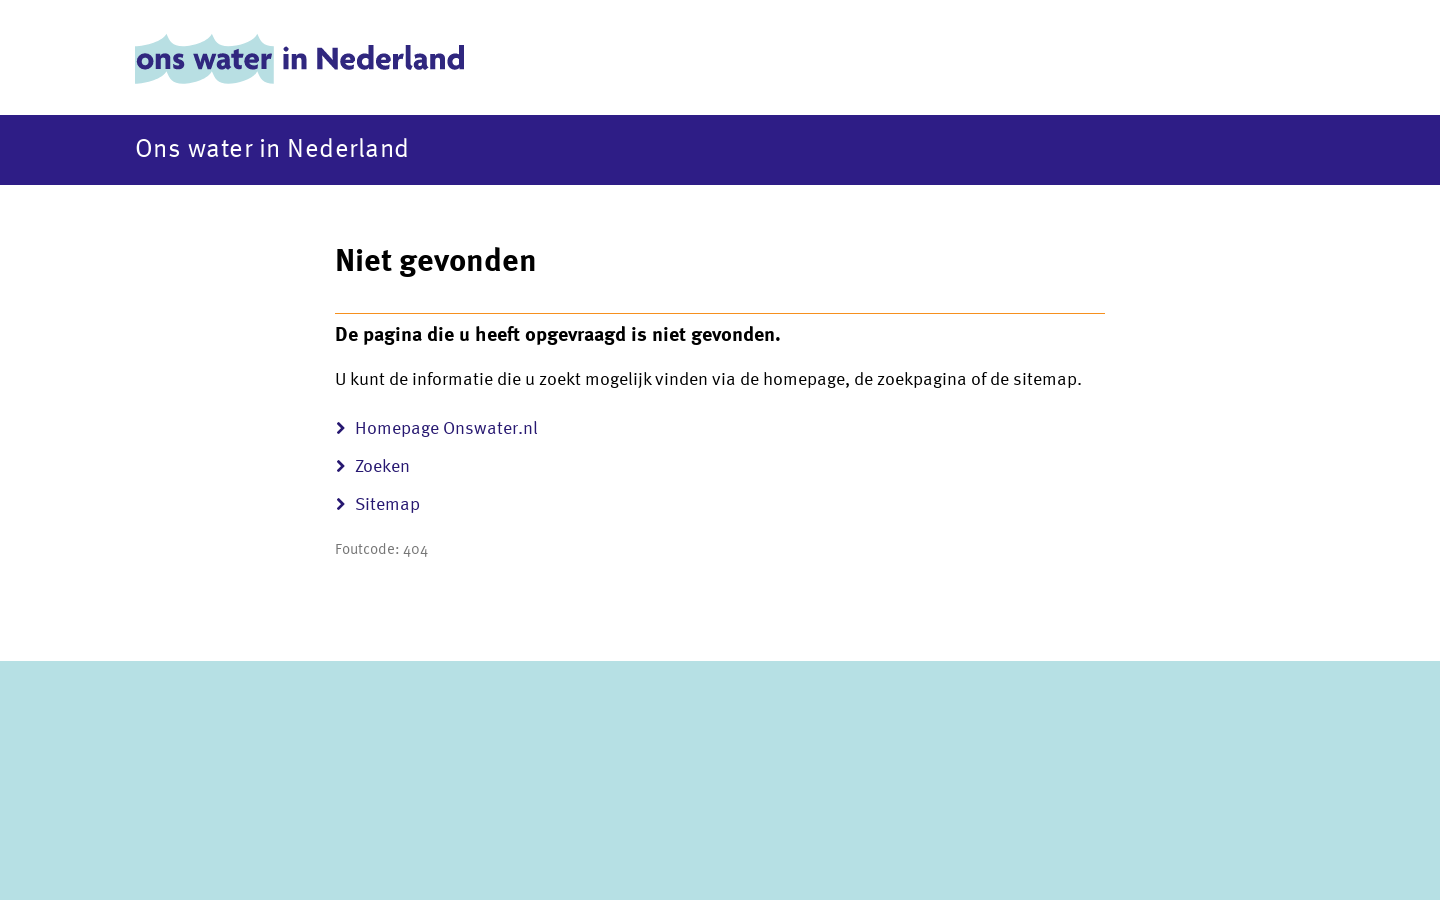 ons water in Nederland
Ons water in Nederland
Niet gevonden
De pagina die u heeft opgevraagd is niet gevonden.
U kunt de informatie die u zoekt mogelijk vinden via de homepage, de zoekpagina of de sitemap.
Homepage Onswater.nl
Zoeken
Sitemap
Foutcode: 404